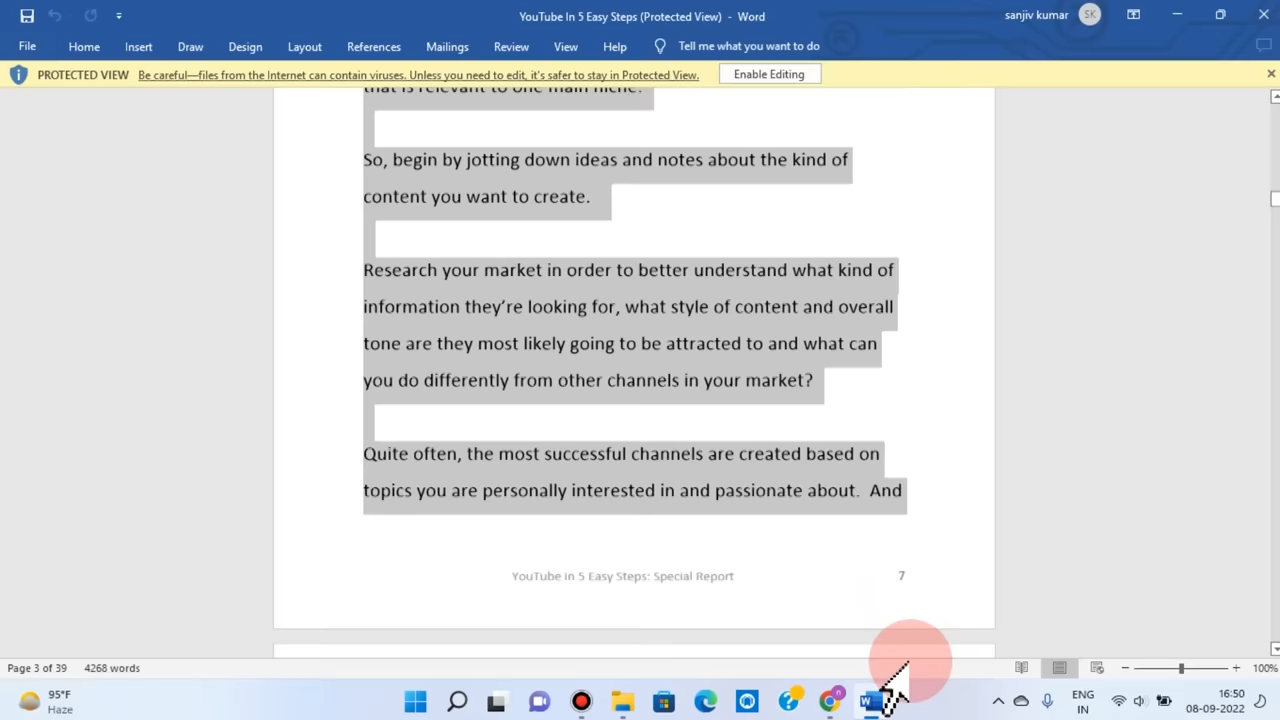 YouTube In 5 Easy Steps (Protected View) - Word
sanjiv kumar
SK
File Home Insert Draw Design Layout References Mailings Review View Help Tell me what you want to do
PROTECTED VIEW Be careful—files from the Internet can contain viruses. Unless you need to edit, it's safer to stay in Protected View. Enable Editing
that is relevant to one main niche.
So, begin by jotting down ideas and notes about the kind of
content you want to create.
Research your market in order to better understand what kind of
information they're looking for, what style of content and overall
tone are they most likely going to be attracted to and what can
you do differently from other channels in your market?
Quite often, the most successful channels are created based on
topics you are personally interested in and passionate about.  And
YouTube in 5 Easy Steps: Special Report 7
Page 3 of 39 4268 words 100%
95°F
Haze
ENG
IN
16:50
08-09-2022